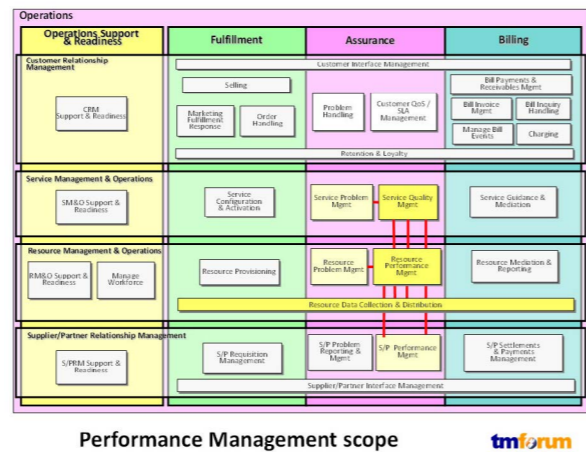 Operations
Operations Support
& Readiness
Fulfillment
Assurance
Billing
Customer Relationship
Management
Customer Interface Management
CRM
Support & Readiness
Selling
Marketing
Fulfillment
Response
Order
Handling
Problem
Handling
Customer QoS /
SLA
Management
Bill Payments &
Receivables Mgmt
Bill Invoice
Mgmt
Bill Inquiry
Handling
Manage Bill
Events
Charging
Retention & Loyalty
Service Management & Operations
SM&O Support &
Readiness
Service
Configuration
& Activation
Service Problem
Mgmt
Service Quality
Mgmt
Service Guidance &
Mediation
Resource Management & Operations
RM&O Support &
Readiness
Manage
Workforce
Resource Provisioning
Resource
Problem Mgmt
Resource
Performance
Mgmt
Resource Mediation &
Reporting
Resource Data Collection & Distribution
Supplier/Partner Relationship Management
S/PRM Support &
Readiness
S/P Requisition
Management
S/P Problem
Reporting &
Mgmt
S/P Performance
Mgmt
S/P Settlements
& Payments
Management
Supplier/Partner Interface Management
Performance Management scope
tmforum